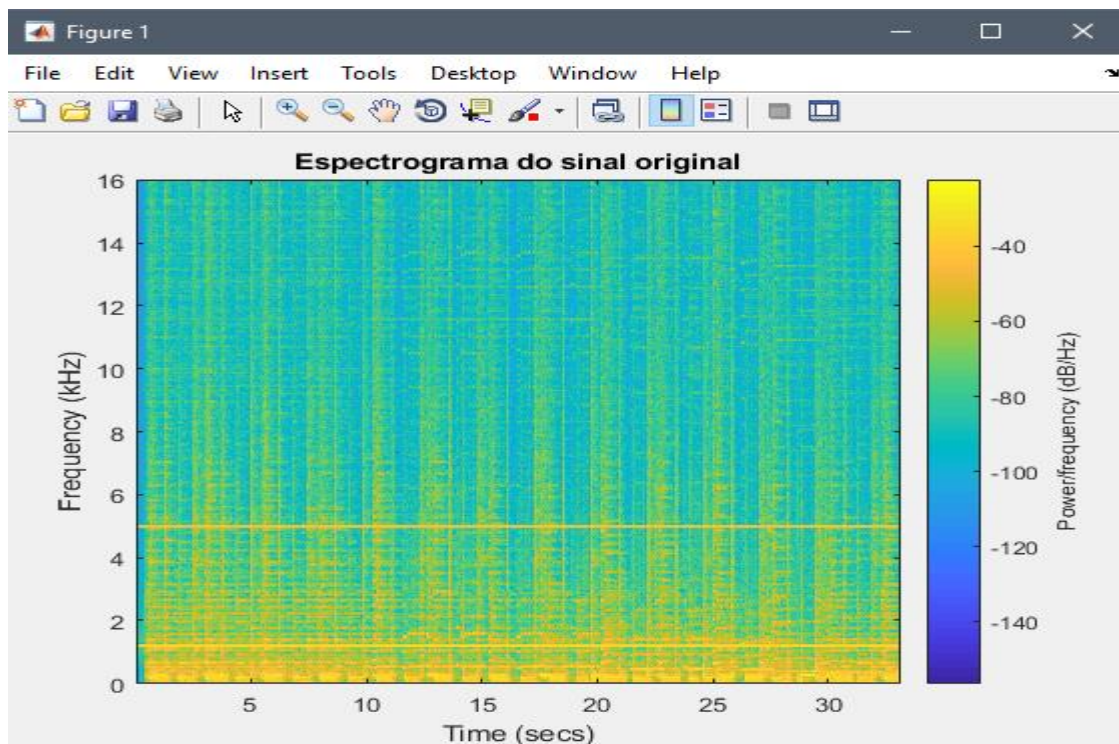 Figure 1
File Edit View Insert Tools Desktop Window Help
Espectrograma do sinal original
16
14
12
10
8
6
4
2
0
Frequency (kHz)
5 10 15 20 25 30
Time (secs)
-40
-60
-80
-100
-120
-140
Power/frequency (dB/Hz)